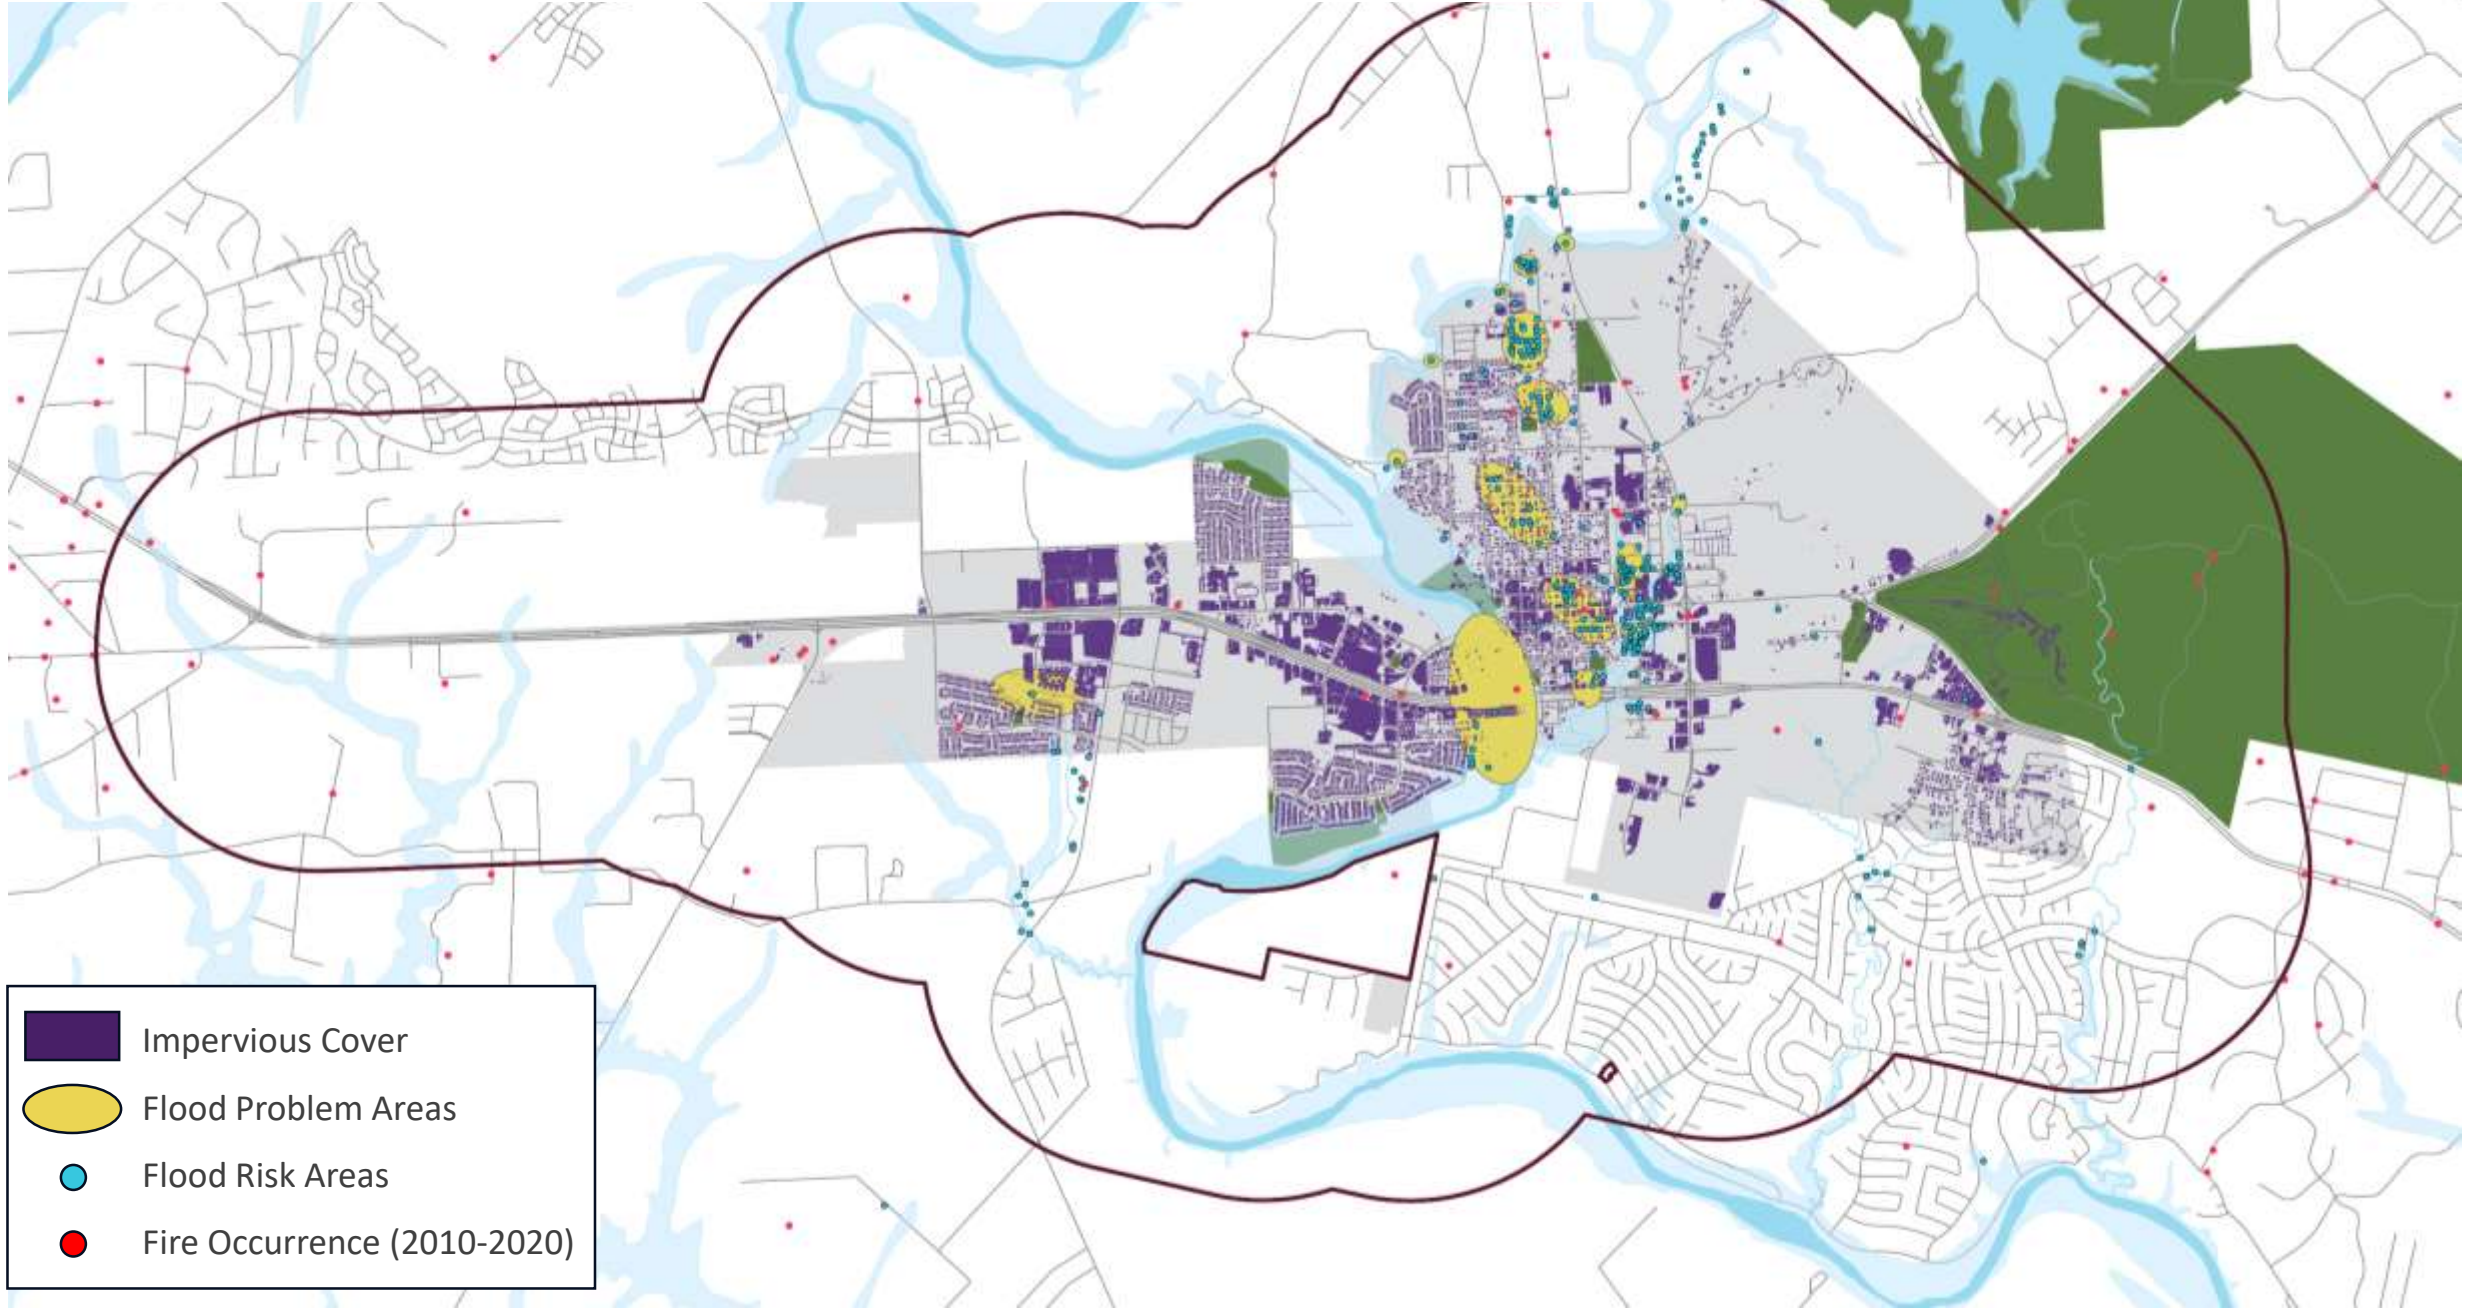 Impervious Cover
Flood Problem Areas
Flood Risk Areas
Fire Occurrence (2010-2020)